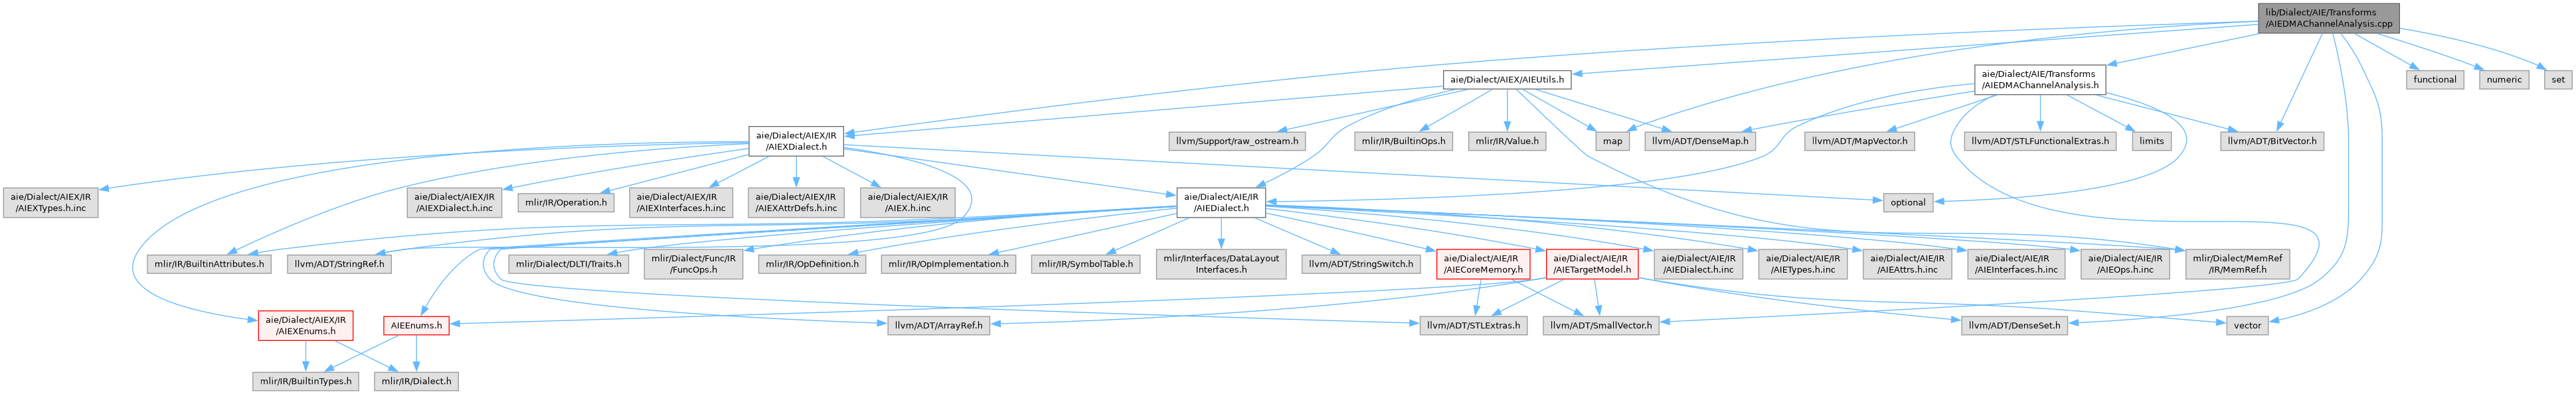 lib/Dialect/AIE/Transforms
/AIEDMAChannelAnalysis.cpp
aie/Dialect/AIEX/AIEUtils.h
aie/Dialect/AIE/Transforms
/AIEDMAChannelAnalysis.h
functional
numeric
set
aie/Dialect/AIEX/IR
/AIEXDialect.h
llvm/Support/raw_ostream.h
mlir/IR/BuiltinOps.h
mlir/IR/Value.h
map
llvm/ADT/DenseMap.h
llvm/ADT/MapVector.h
llvm/ADT/STLFunctionalExtras.h
limits
llvm/ADT/BitVector.h
aie/Dialect/AIEX/IR
/AIEXTypes.h.inc
aie/Dialect/AIEX/IR
/AIEXDialect.h.inc
mlir/IR/Operation.h
aie/Dialect/AIEX/IR
/AIEXInterfaces.h.inc
aie/Dialect/AIEX/IR
/AIEXAttrDefs.h.inc
aie/Dialect/AIEX/IR
/AIEX.h.inc
aie/Dialect/AIE/IR
/AIEDialect.h
optional
mlir/IR/BuiltinAttributes.h
llvm/ADT/StringRef.h
mlir/Dialect/DLTI/Traits.h
mlir/Dialect/Func/IR
/FuncOps.h
mlir/IR/OpDefinition.h
mlir/IR/OpImplementation.h
mlir/IR/SymbolTable.h
mlir/Interfaces/DataLayout
Interfaces.h
llvm/ADT/StringSwitch.h
aie/Dialect/AIE/IR
/AIECoreMemory.h
aie/Dialect/AIE/IR
/AIETargetModel.h
aie/Dialect/AIE/IR
/AIEDialect.h.inc
aie/Dialect/AIE/IR
/AIETypes.h.inc
aie/Dialect/AIE/IR
/AIEAttrs.h.inc
aie/Dialect/AIE/IR
/AIEInterfaces.h.inc
aie/Dialect/AIE/IR
/AIEOps.h.inc
mlir/Dialect/MemRef
/IR/MemRef.h
aie/Dialect/AIEX/IR
/AIEXEnums.h
AIEEnums.h
llvm/ADT/ArrayRef.h
llvm/ADT/STLExtras.h
llvm/ADT/SmallVector.h
llvm/ADT/DenseSet.h
vector
mlir/IR/BuiltinTypes.h
mlir/IR/Dialect.h